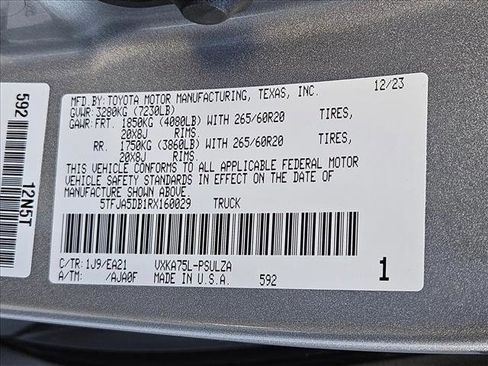 MFD.BY: TOYOTA MOTOR MANUFACTURING, TEXAS, INC. 12/23
GVWR: 3280KG (7230LB)
GAWR: FRT. 1850KG (4080LB) WITH 265/60R20 TIRES,
20X8J RIMS.
RR. 1750KG (3860LB) WITH 265/60R20 TIRES,
20X8J RIMS.
THIS VEHICLE CONFORMS TO ALL APPLICABLE FEDERAL MOTOR
VEHICLE SAFETY STANDARDS IN EFFECT ON THE DATE OF
MANUFACTURE SHOWN ABOVE.
5TFJA5DB1RX160029 TRUCK
C/TR: 1J9/EA21 VXKA75L-PSULZA
A/TM: /AJA0F MADE IN U.S.A. 592 1
592 12N5T